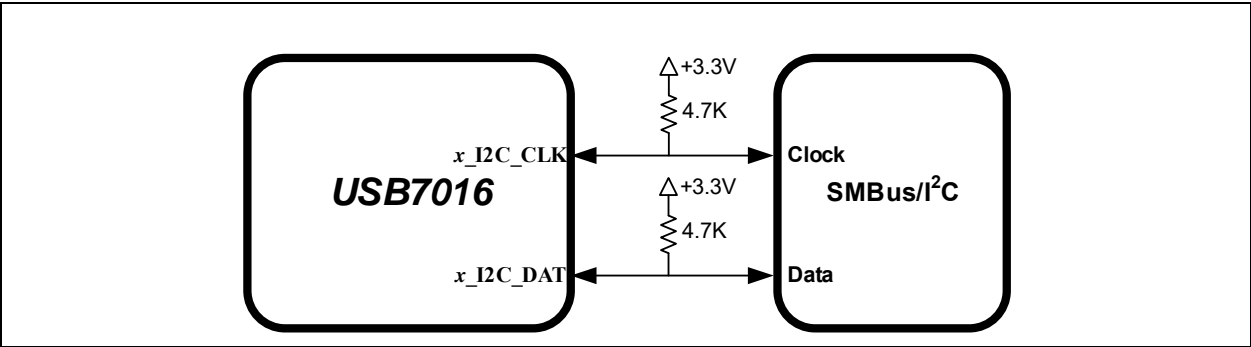 +3.3V
4.7K
x_I2C_CLK
Clock
USB7016
+3.3V
SMBus/I²C
4.7K
x_I2C_DAT
Data